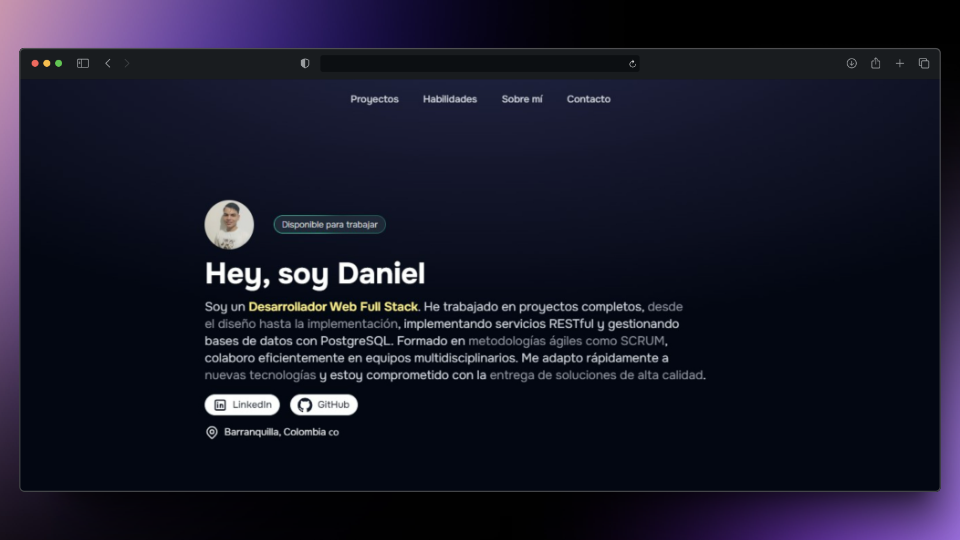 Proyectos Habilidades Sobre mí Contacto
Disponible para trabajar
Hey, soy Daniel
Soy un Desarrollador Web Full Stack. He trabajado en proyectos completos, desde
el diseño hasta la implementación, implementando servicios RESTful y gestionando
bases de datos con PostgreSQL. Formado en metodologías ágiles como SCRUM,
colaboro eficientemente en equipos multidisciplinarios. Me adapto rápidamente a
nuevas tecnologías y estoy comprometido con la entrega de soluciones de alta calidad.
LinkedIn GitHub
Barranquilla, Colombia co